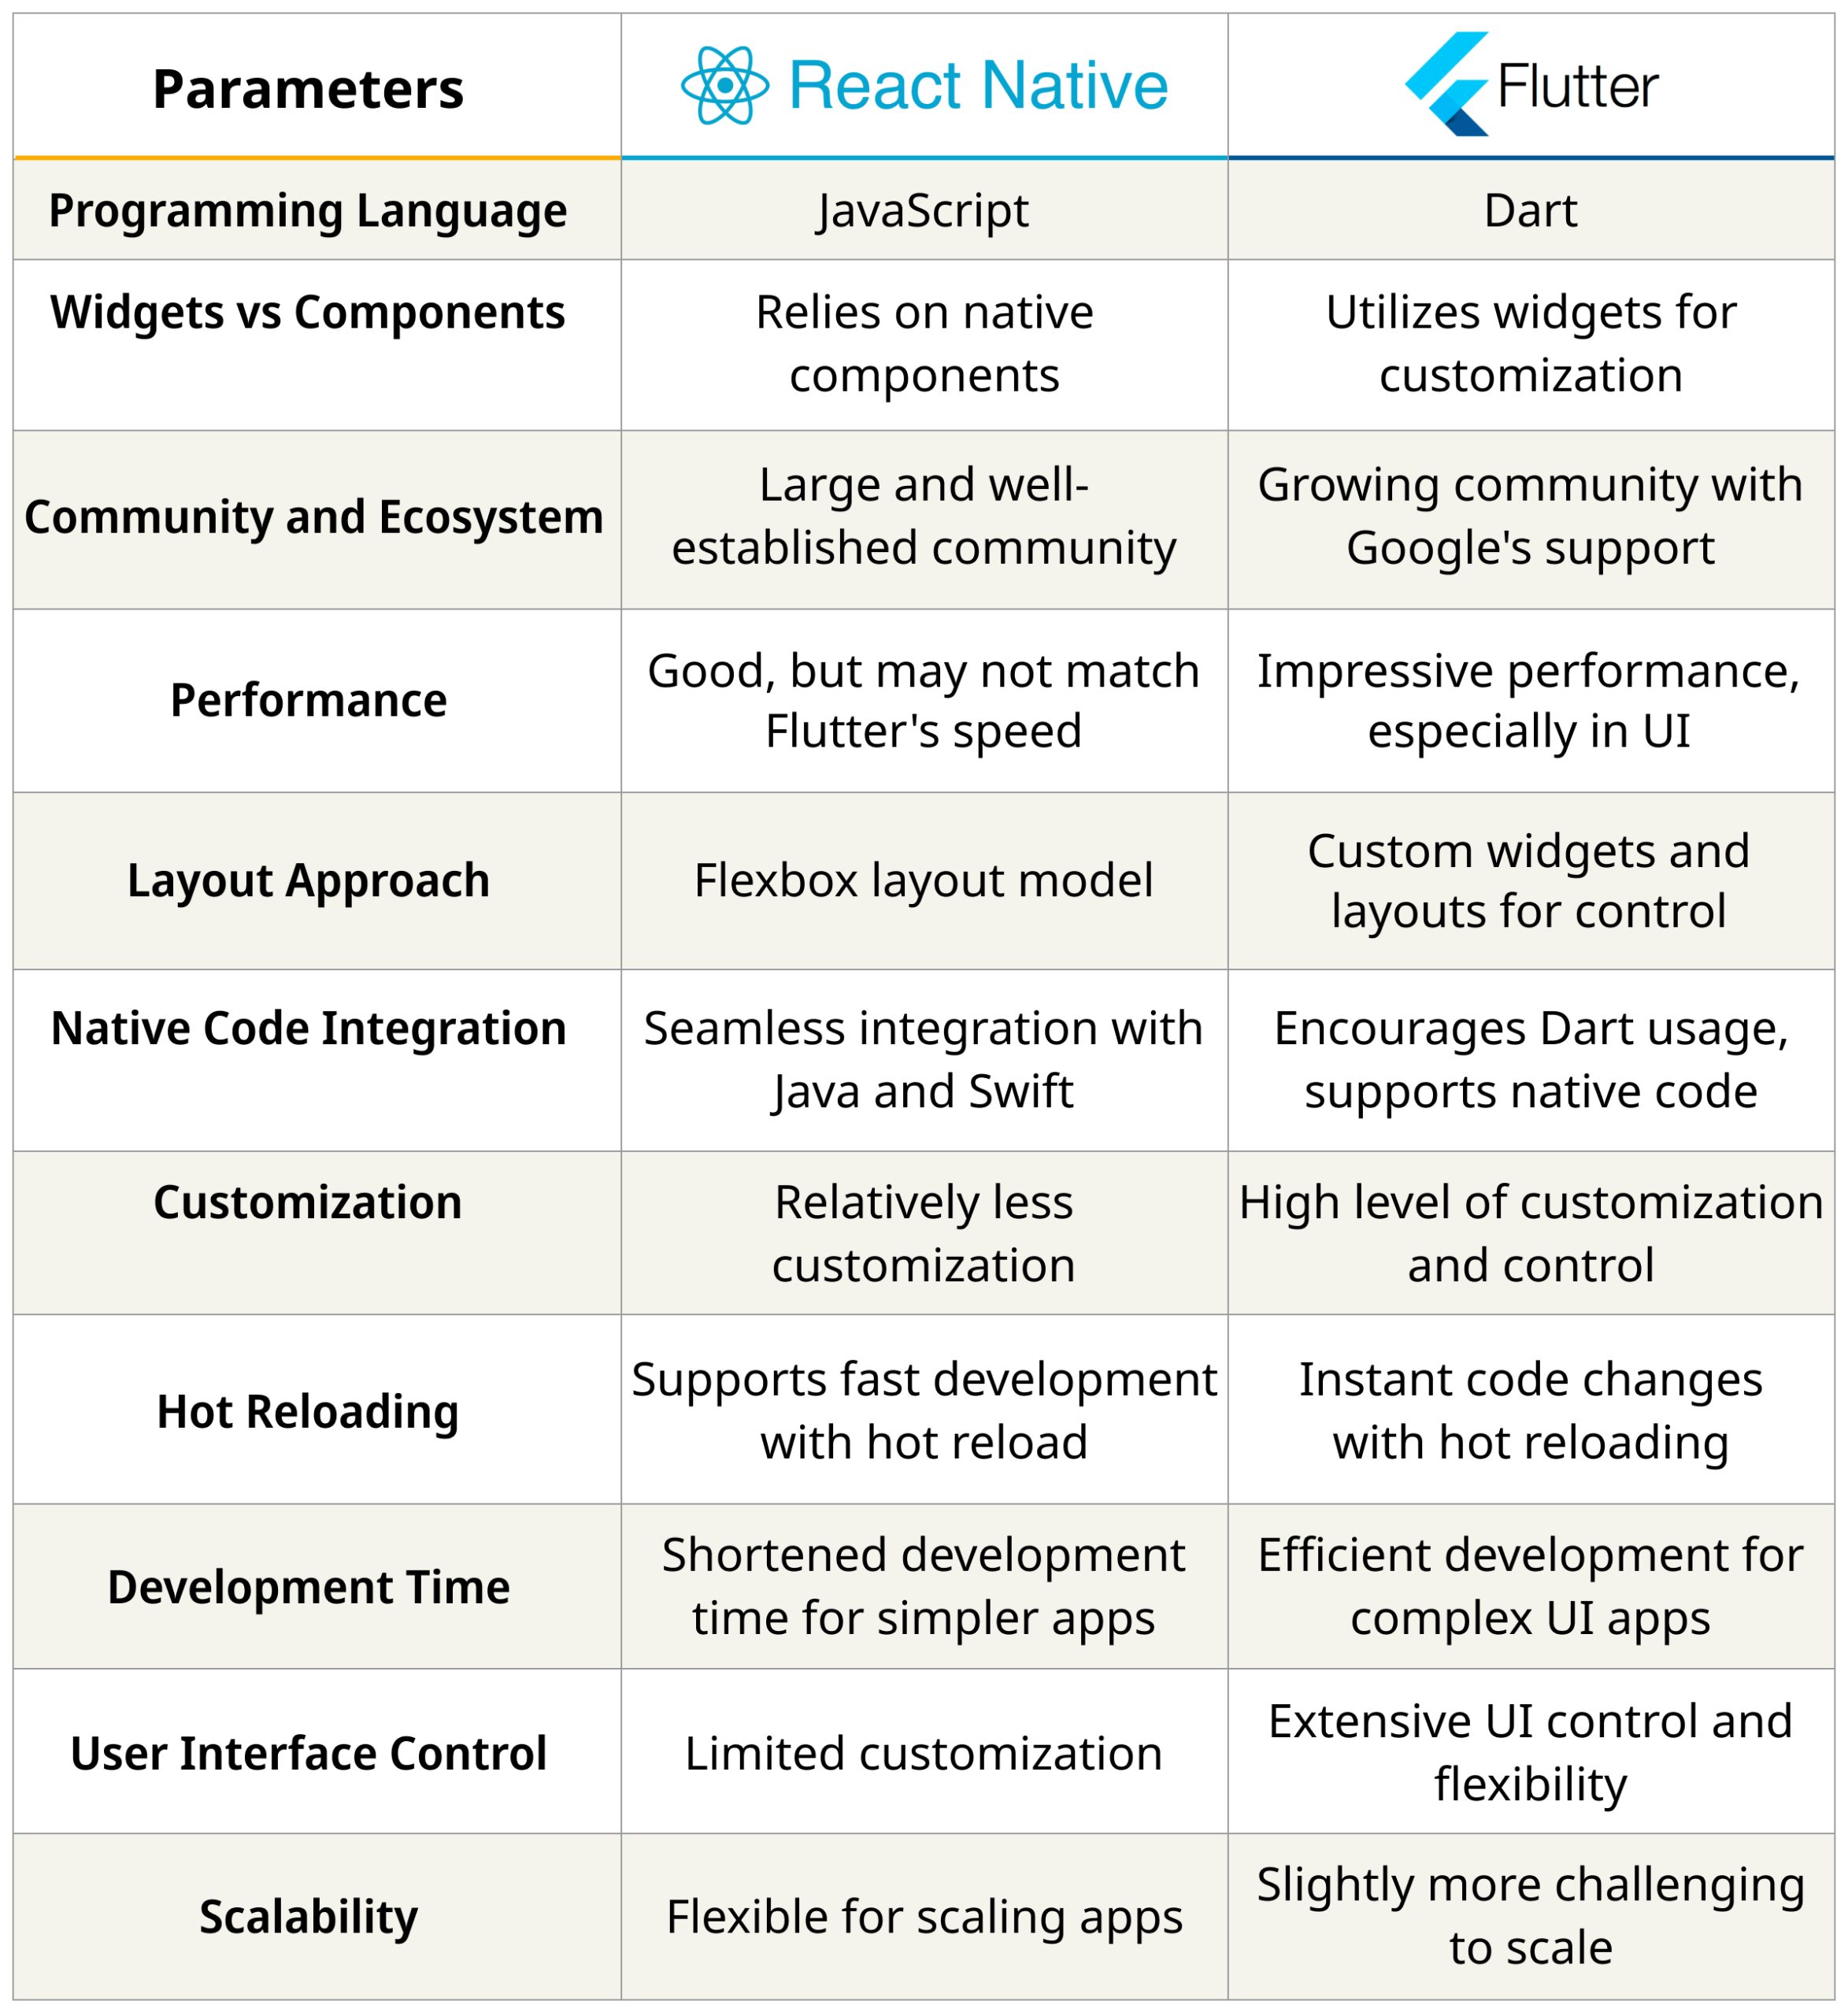 Parameters
React Native
Flutter
Programming Language
JavaScript
Dart
Widgets vs Components
Relies on native
components
Utilizes widgets for
customization
Community and Ecosystem
Large and well-
established community
Growing community with
Google's support
Performance
Good, but may not match
Flutter's speed
Impressive performance,
especially in UI
Layout Approach
Flexbox layout model
Custom widgets and
layouts for control
Native Code Integration
Seamless integration with
Java and Swift
Encourages Dart usage,
supports native code
Customization
Relatively less
customization
High level of customization
and control
Hot Reloading
Supports fast development
with hot reload
Instant code changes
with hot reloading
Development Time
Shortened development
time for simpler apps
Efficient development for
complex UI apps
User Interface Control
Limited customization
Extensive UI control and
flexibility
Scalability
Flexible for scaling apps
Slightly more challenging
to scale